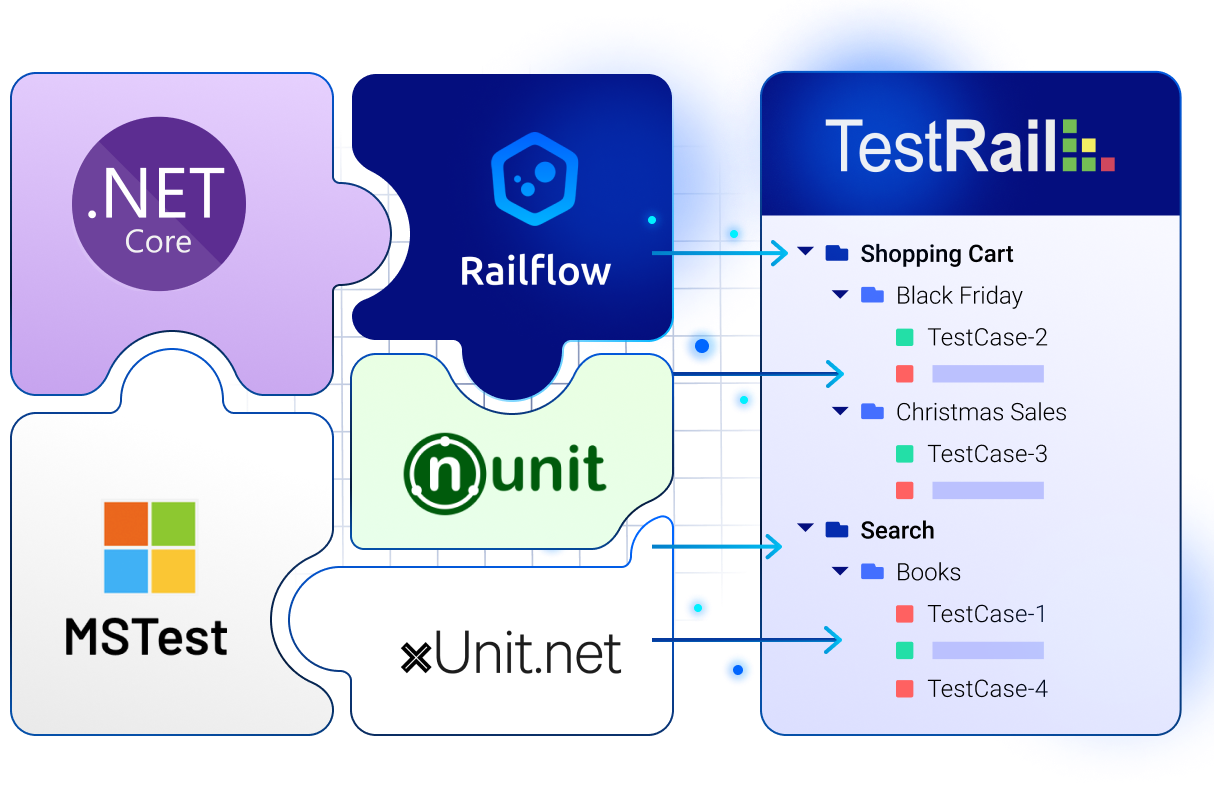 .NET
Core
Railflow
nunit
MSTest
xUnit.net
TestRail
Shopping Cart
Black Friday
TestCase-2
Christmas Sales
TestCase-3
Search
Books
TestCase-1
TestCase-4